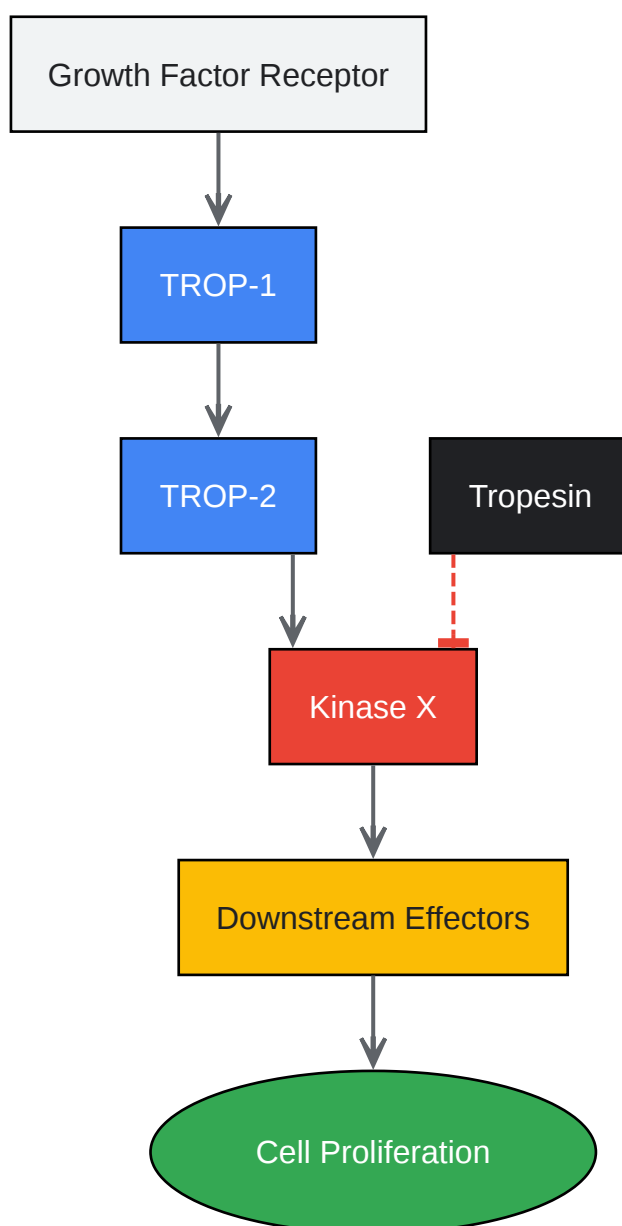 Growth Factor Receptor
TROP-1
TROP-2
Tropesin
Kinase X
Downstream Effectors
Cell Proliferation